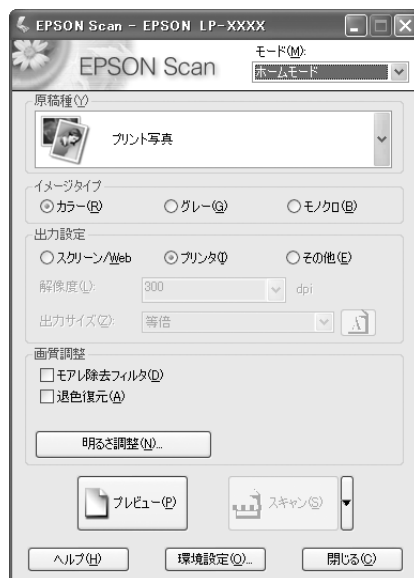 EPSON Scan - EPSON LP-XXXX
EPSON Scan
モード(M):
ホームモード
原稿種(Y)
プリント写真
イメージタイプ
カラー(R) グレー(G) モノクロ(B)
出力設定
スクリーン/Web プリンタ(I) その他(E)
解像度(L): 300 dpi
出力サイズ(Z): 等倍
画質調整
モアレ除去フィルタ(D)
退色復元(A)
明るさ調整(N)...
プレビュー(P) スキャン(S)
ヘルプ(H) 環境設定(O)... 閉じる(C)